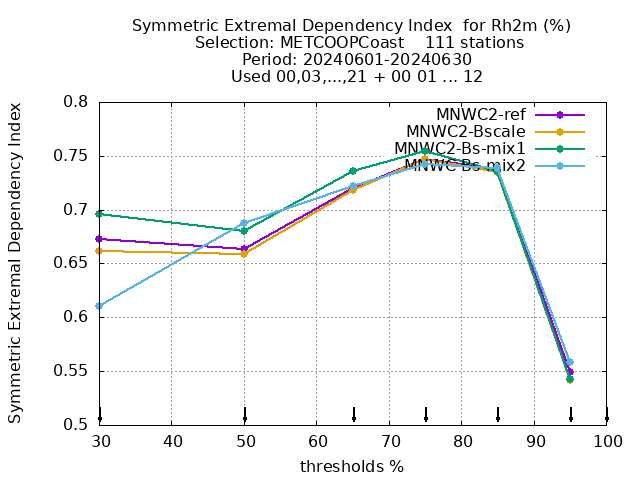 Symmetric Extremal Dependency Index for Rh2m (%)
Selection: METCOOPCoast 111 stations
Period: 20240601-20240630
Used 00,03,...,21 + 00 01 ... 12
Symmetric Extremal Dependency Index
0.8
0.75
0.7
0.65
0.6
0.55
0.5
MNWC2-ref
MNWC2-Bscale
MNWC2-Bs-mix1
MNWC-Bs-mix2
30 40 50 60 70 80 90 100
thresholds %